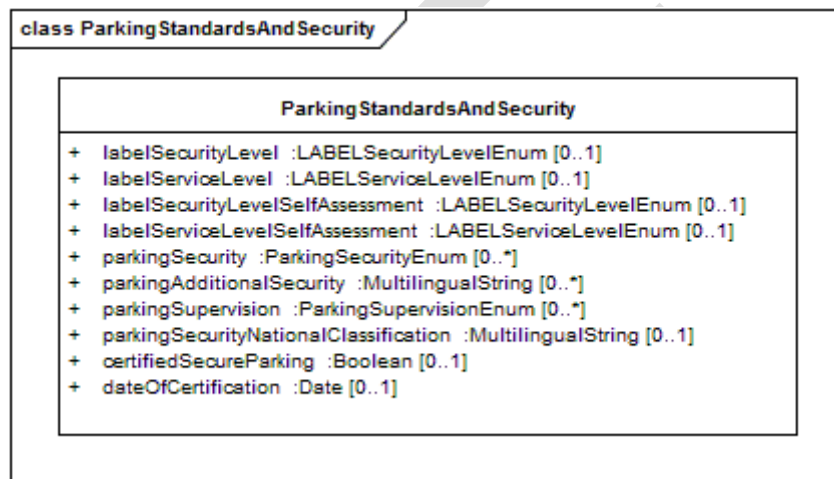 class ParkingStandardsAndSecurity
ParkingStandardsAndSecurity
+ labelSecurityLevel :LABELSecurityLevelEnum [0..1]
+ labelServiceLevel :LABELServiceLevelEnum [0..1]
+ labelSecurityLevelSelfAssessment :LABELSecurityLevelEnum [0..1]
+ labelServiceLevelSelfAssessment :LABELServiceLevelEnum [0..1]
+ parkingSecurity :ParkingSecurityEnum [0..*]
+ parkingAdditionalSecurity :MultilingualString [0..*]
+ parkingSupervision :ParkingSupervisionEnum [0..*]
+ parkingSecurityNationalClassification :MultilingualString [0..1]
+ certifiedSecureParking :Boolean [0..1]
+ dateOfCertification :Date [0..1]